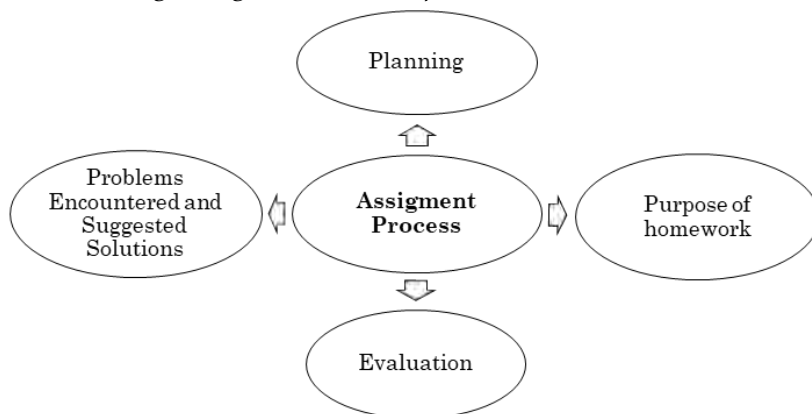 Planning
Problems
Encountered and
Suggested
Solutions
Assigment
Process
Purpose of
homework
Evaluation